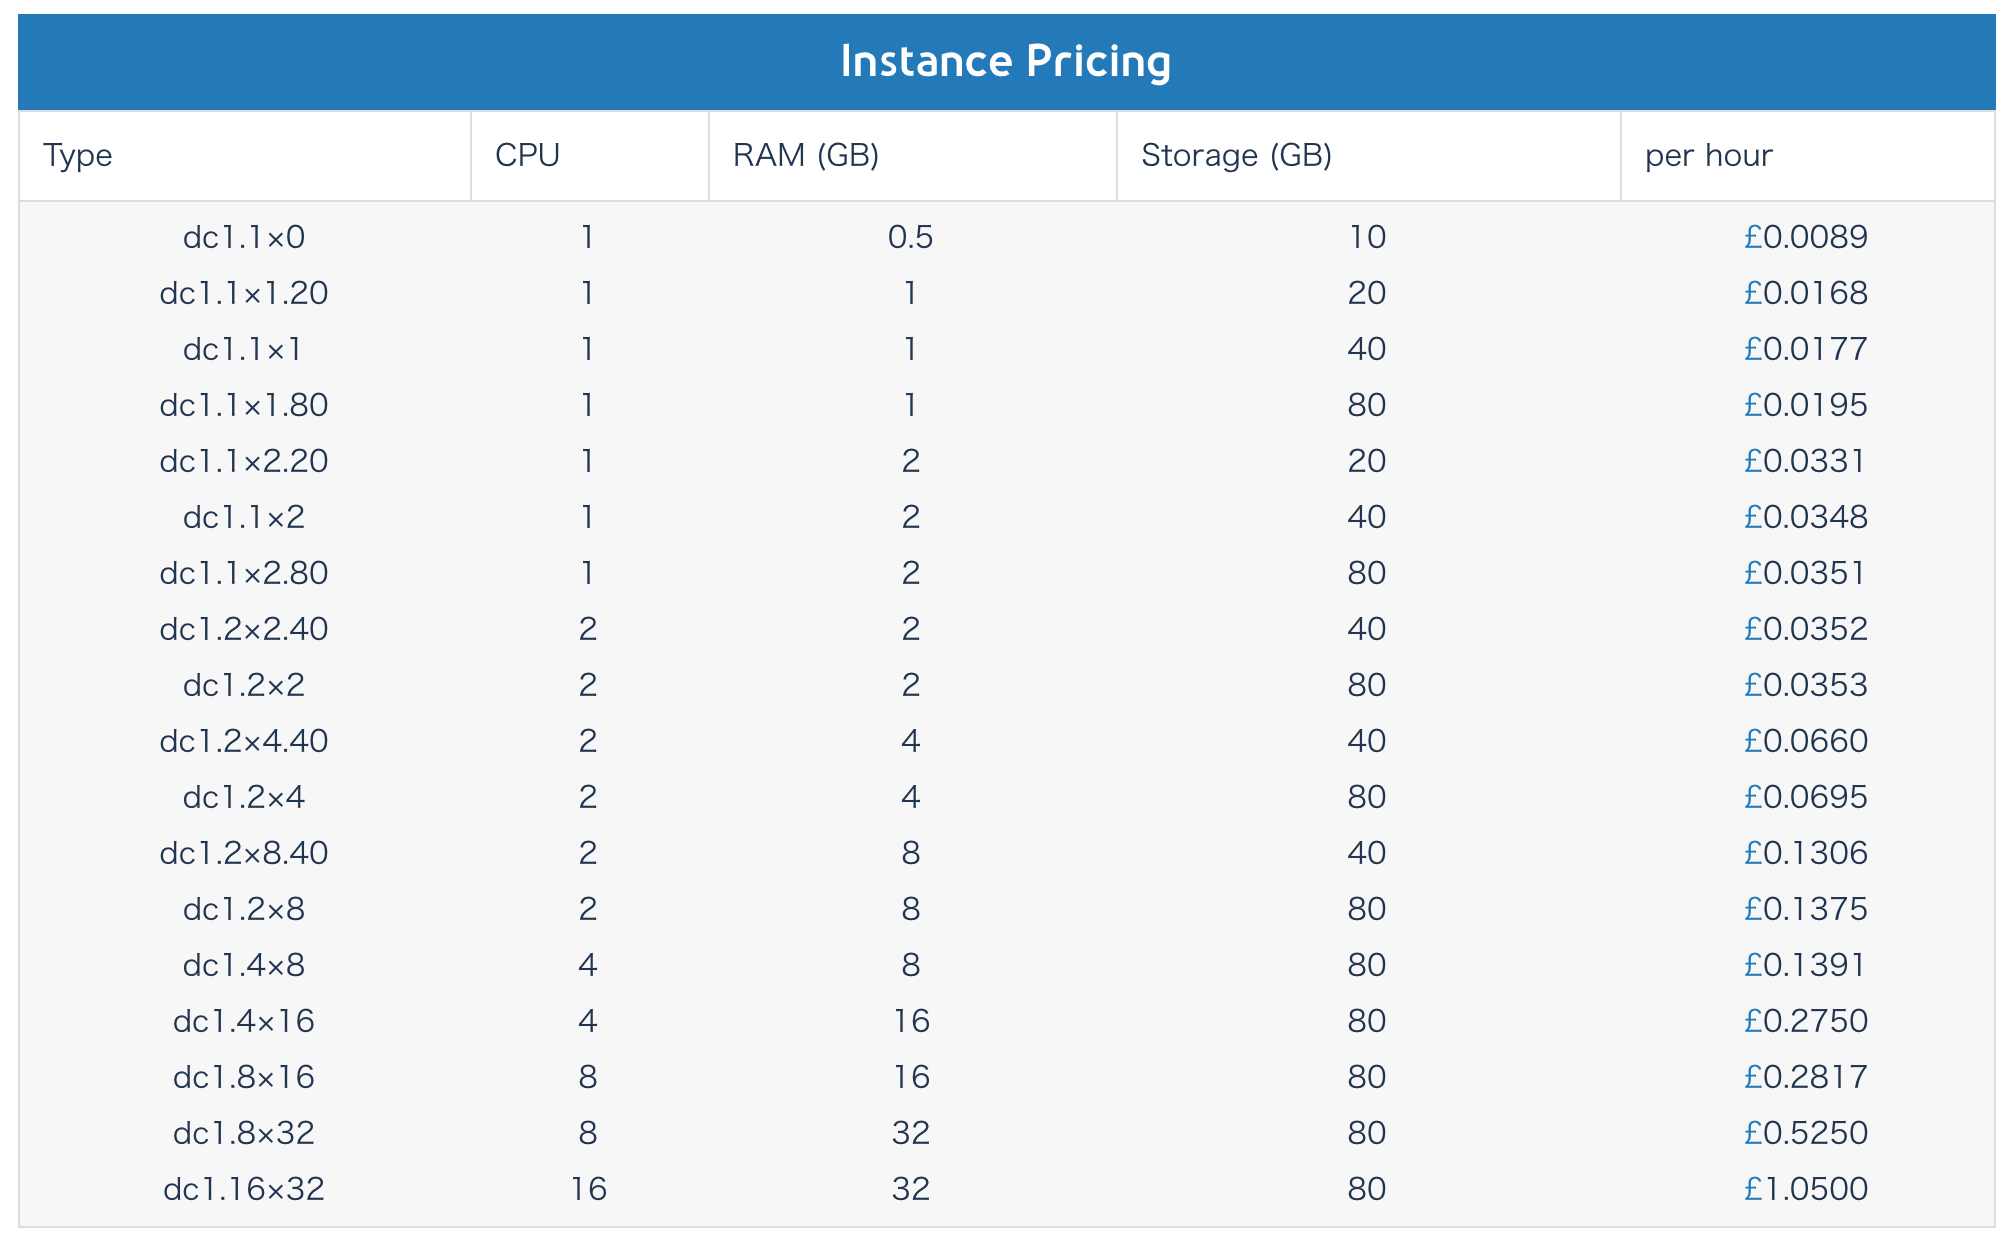 Instance Pricing
Type CPU RAM (GB) Storage (GB) per hour
dc1.1×0 1 0.5 10 £0.0089
dc1.1×1.20 1 1 20 £0.0168
dc1.1×1 1 1 40 £0.0177
dc1.1×1.80 1 1 80 £0.0195
dc1.1×2.20 1 2 20 £0.0331
dc1.1×2 1 2 40 £0.0348
dc1.1×2.80 1 2 80 £0.0351
dc1.2×2.40 2 2 40 £0.0352
dc1.2×2 2 2 80 £0.0353
dc1.2×4.40 2 4 40 £0.0660
dc1.2×4 2 4 80 £0.0695
dc1.2×8.40 2 8 40 £0.1306
dc1.2×8 2 8 80 £0.1375
dc1.4×8 4 8 80 £0.1391
dc1.4×16 4 16 80 £0.2750
dc1.8×16 8 16 80 £0.2817
dc1.8×32 8 32 80 £0.5250
dc1.16×32 16 32 80 £1.0500